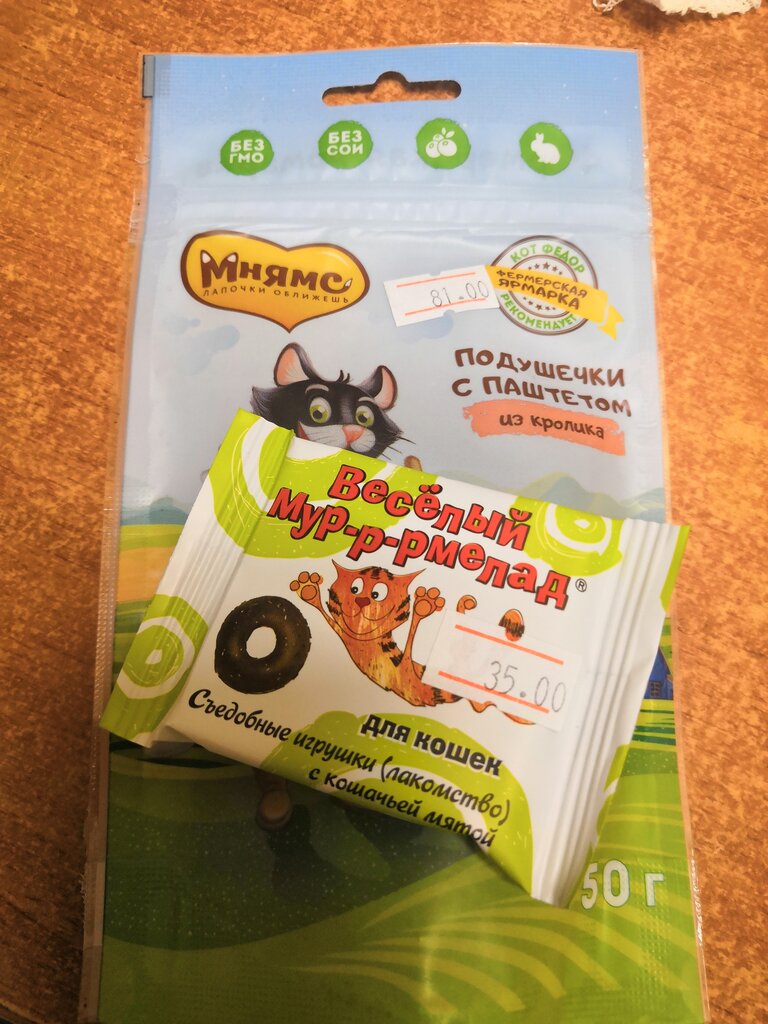 БЕЗ
ГМО
БЕЗ
СОИ
Мнямс
ЛАПОЧКИ ОБЛИЖЕШЬ
81.00
КОТ ФЕДОР
ФЕРМЕРСКАЯ
ЯРМАРКА
РЕКОМЕНДУЕТ
ПОДУШЕЧКИ
С ПАШТЕТОМ
из кролика
Весёлый
Мур-р-рмелад®
35.00
для кошек
Съедобные игрушки (лакомство)
с кошачьей мятой
50 г